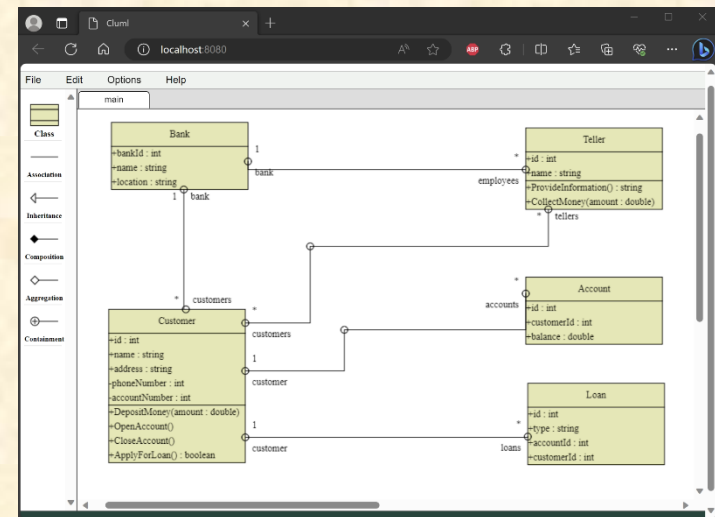 Cluml
localhost:8080
ABP
File Edit Options Help
main
Class
Association
Inheritance
Composition
Aggregation
Containment
Bank
+bankId : int
+name : string
+location : string
1
bank
1 bank
Teller
+id : int
+name : string
+ProvideInformation() : string
+CollectMoney(amount : double)
*
employees
* tellers
* customers
Customer
+id : int
+name : string
+address : string
-phoneNumber : int
-accountNumber : int
+DepositMoney(amount : double)
+OpenAccount()
+CloseAccount()
+ApplyForLoan() : boolean
*
customers
1
customer
1
customer
*
accounts
Account
+id : int
+customerId : int
+balance : double
*
loans
Loan
+id : int
+type : string
+accountId : int
+customerId : int